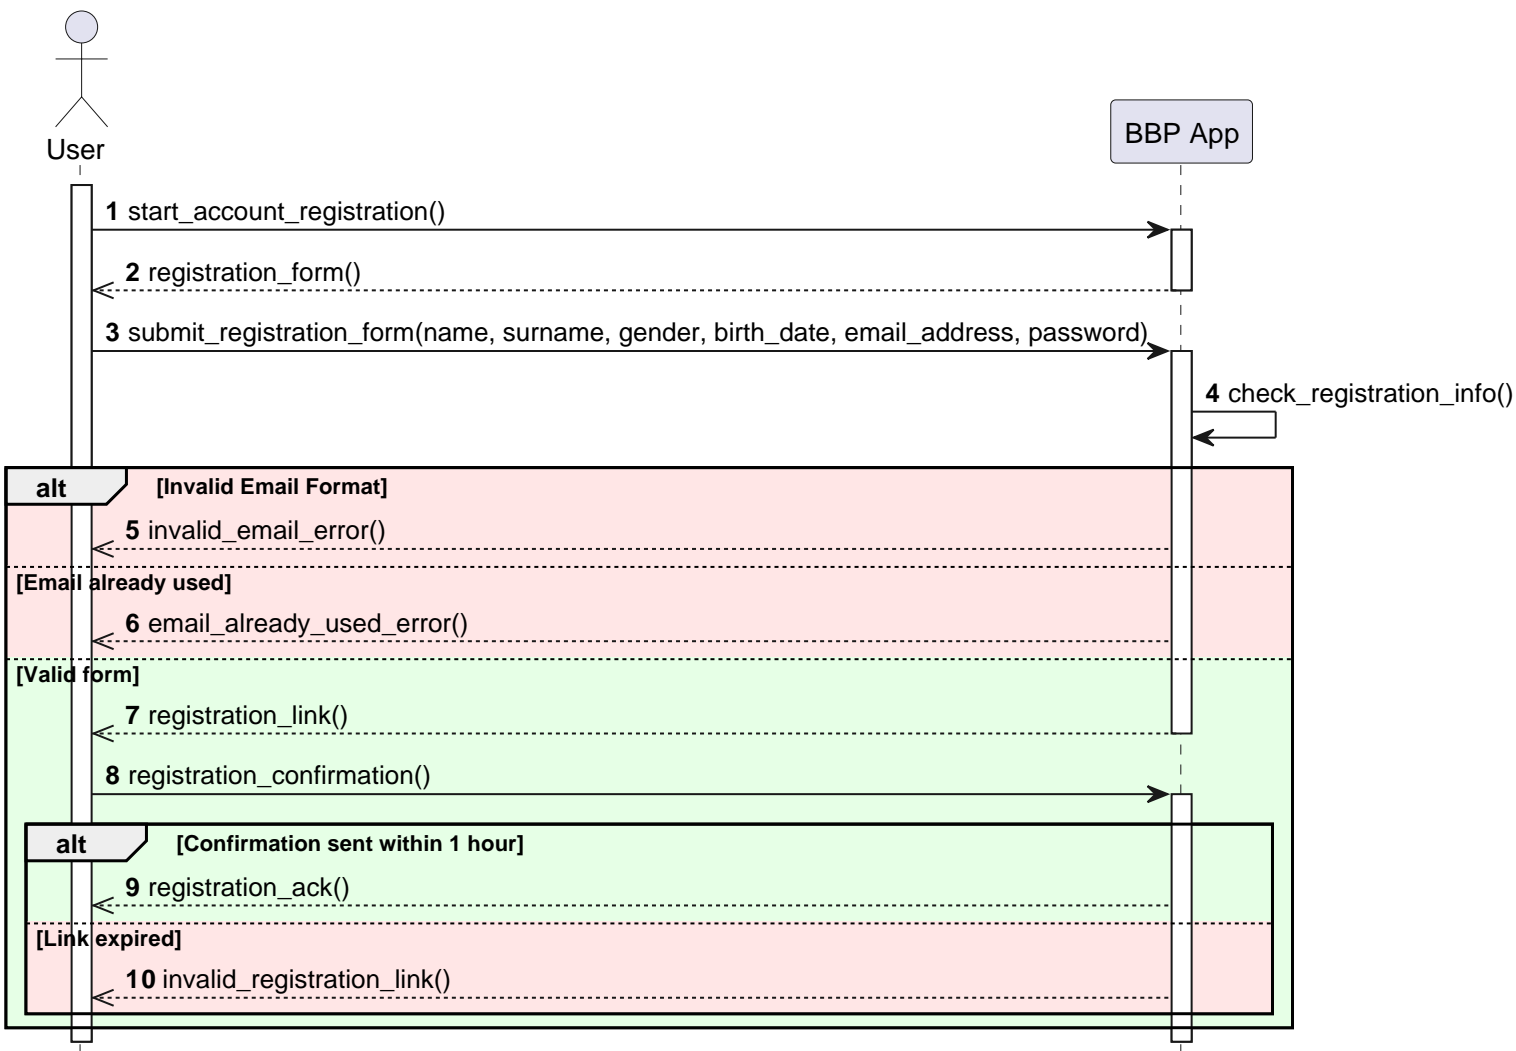 User
BBP App
1 start_account_registration()
2 registration_form()
3 submit_registration_form(name, surname, gender, birth_date, email_address, password)
4 check_registration_info()
alt [Invalid Email Format]
5 invalid_email_error()
[Email already used]
6 email_already_used_error()
[Valid form]
7 registration_link()
8 registration_confirmation()
alt [Confirmation sent within 1 hour]
9 registration_ack()
[Link expired]
10 invalid_registration_link()